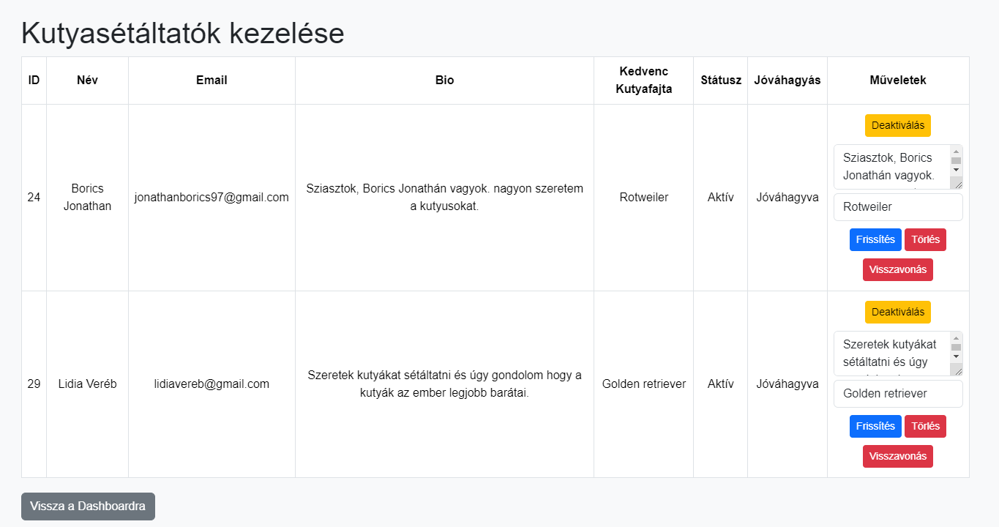 Kutyasétáltatók kezelése
ID Név Email Bio Kedvenc Kutyafajta Státusz Jóváhagyás Műveletek
Deaktiválás
24 Borics Jonathan jonathanborics97@gmail.com Sziasztok, Borics Jonathán vagyok. nagyon szeretem a kutyusokat. Rotweiler Aktív Jóváhagyva
Sziasztok, Borics
Jonathán vagyok.
Rotweiler
Frissítés Törlés
Visszavonás
Deaktiválás
29 Lidia Veréb lidiavereb@gmail.com Szeretek kutyákat sétáltatni és úgy gondolom hogy a kutyák az ember legjobb barátai. Golden retriever Aktív Jóváhagyva
Szeretek kutyákat
sétáltatni és úgy
Golden retriever
Frissítés Törlés
Visszavonás
Vissza a Dashboardra